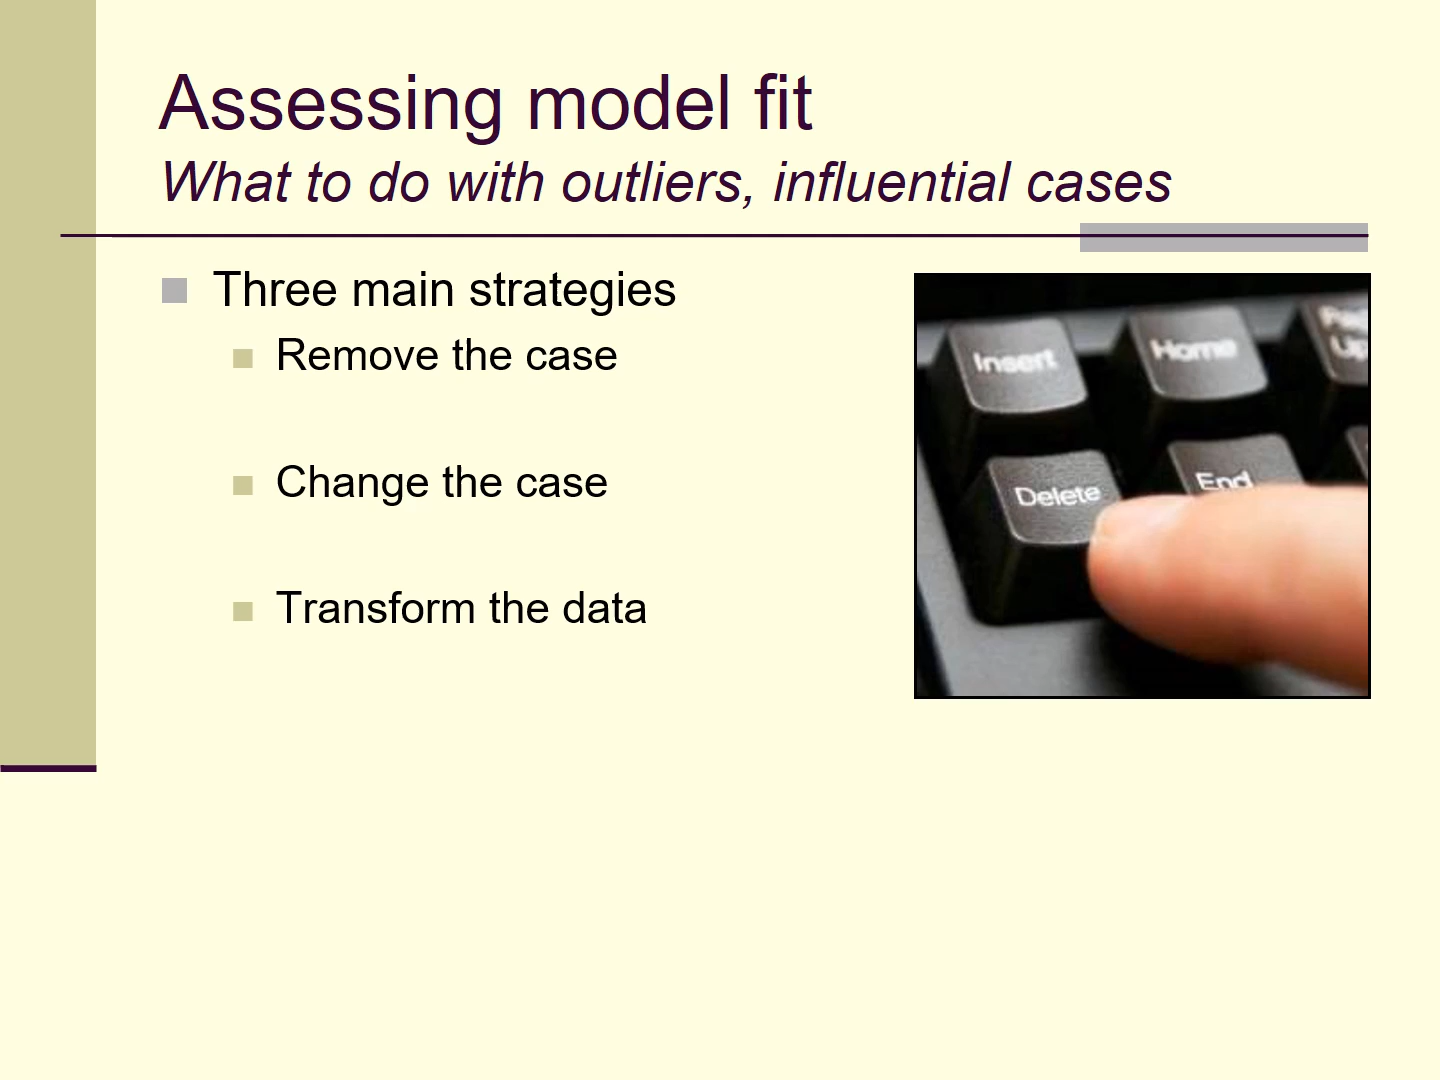 Assessing model fit
What to do with outliers, influential cases
Three main strategies
Remove the case
Change the case
Transform the data
Insert
Home
Up
Delete
End